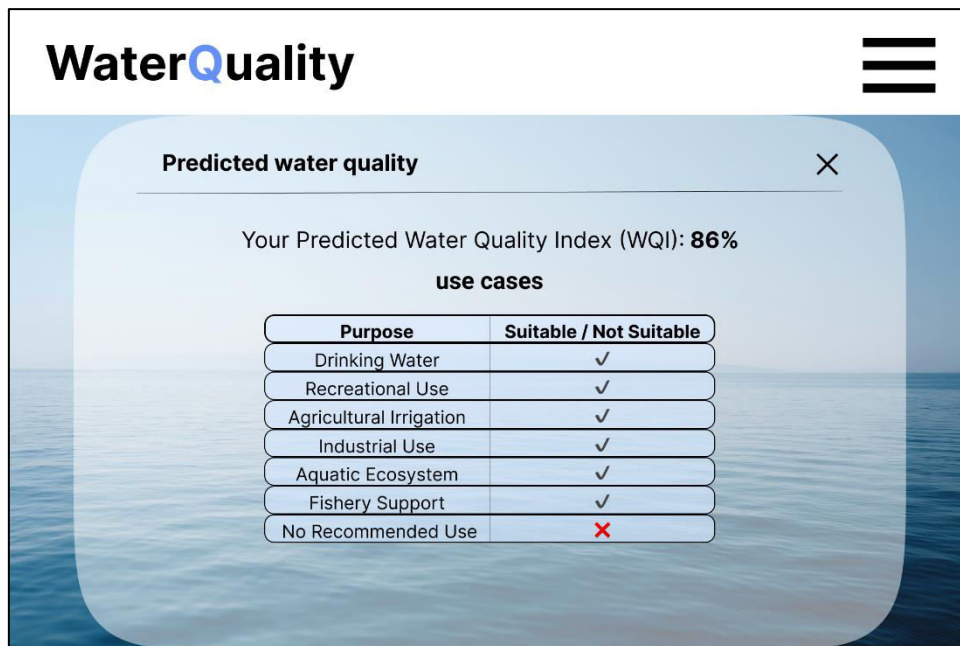 WaterQuality
Predicted water quality
Your Predicted Water Quality Index (WQI): 86%
use cases
Purpose Suitable / Not Suitable
Drinking Water ✓
Recreational Use ✓
Agricultural Irrigation ✓
Industrial Use ✓
Aquatic Ecosystem ✓
Fishery Support ✓
No Recommended Use ✗